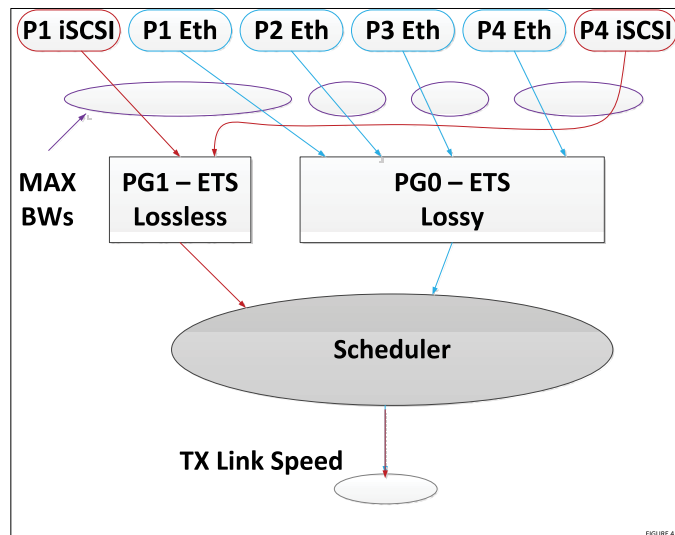 P1 iSCSI
P1 Eth
P2 Eth
P3 Eth
P4 Eth
P4 iSCSI
MAX
BWs
PG1 – ETS
Lossless
PG0 – ETS
Lossy
Scheduler
TX Link Speed
FIGURE 4